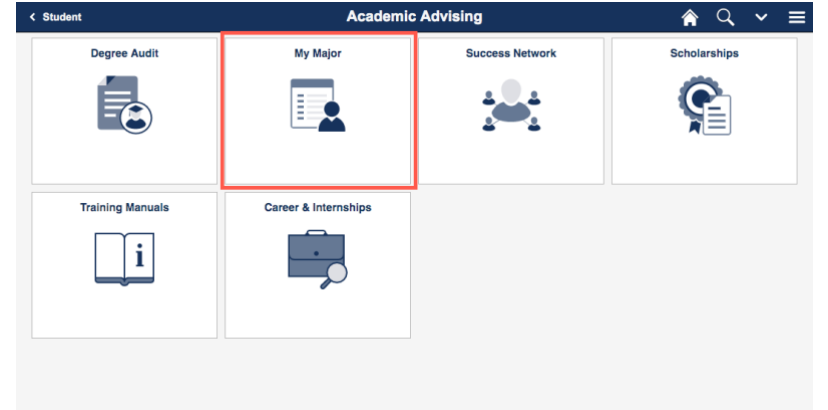 Student
Academic Advising
Degree Audit
My Major
Success Network
Scholarships
Training Manuals
i
Career & Internships